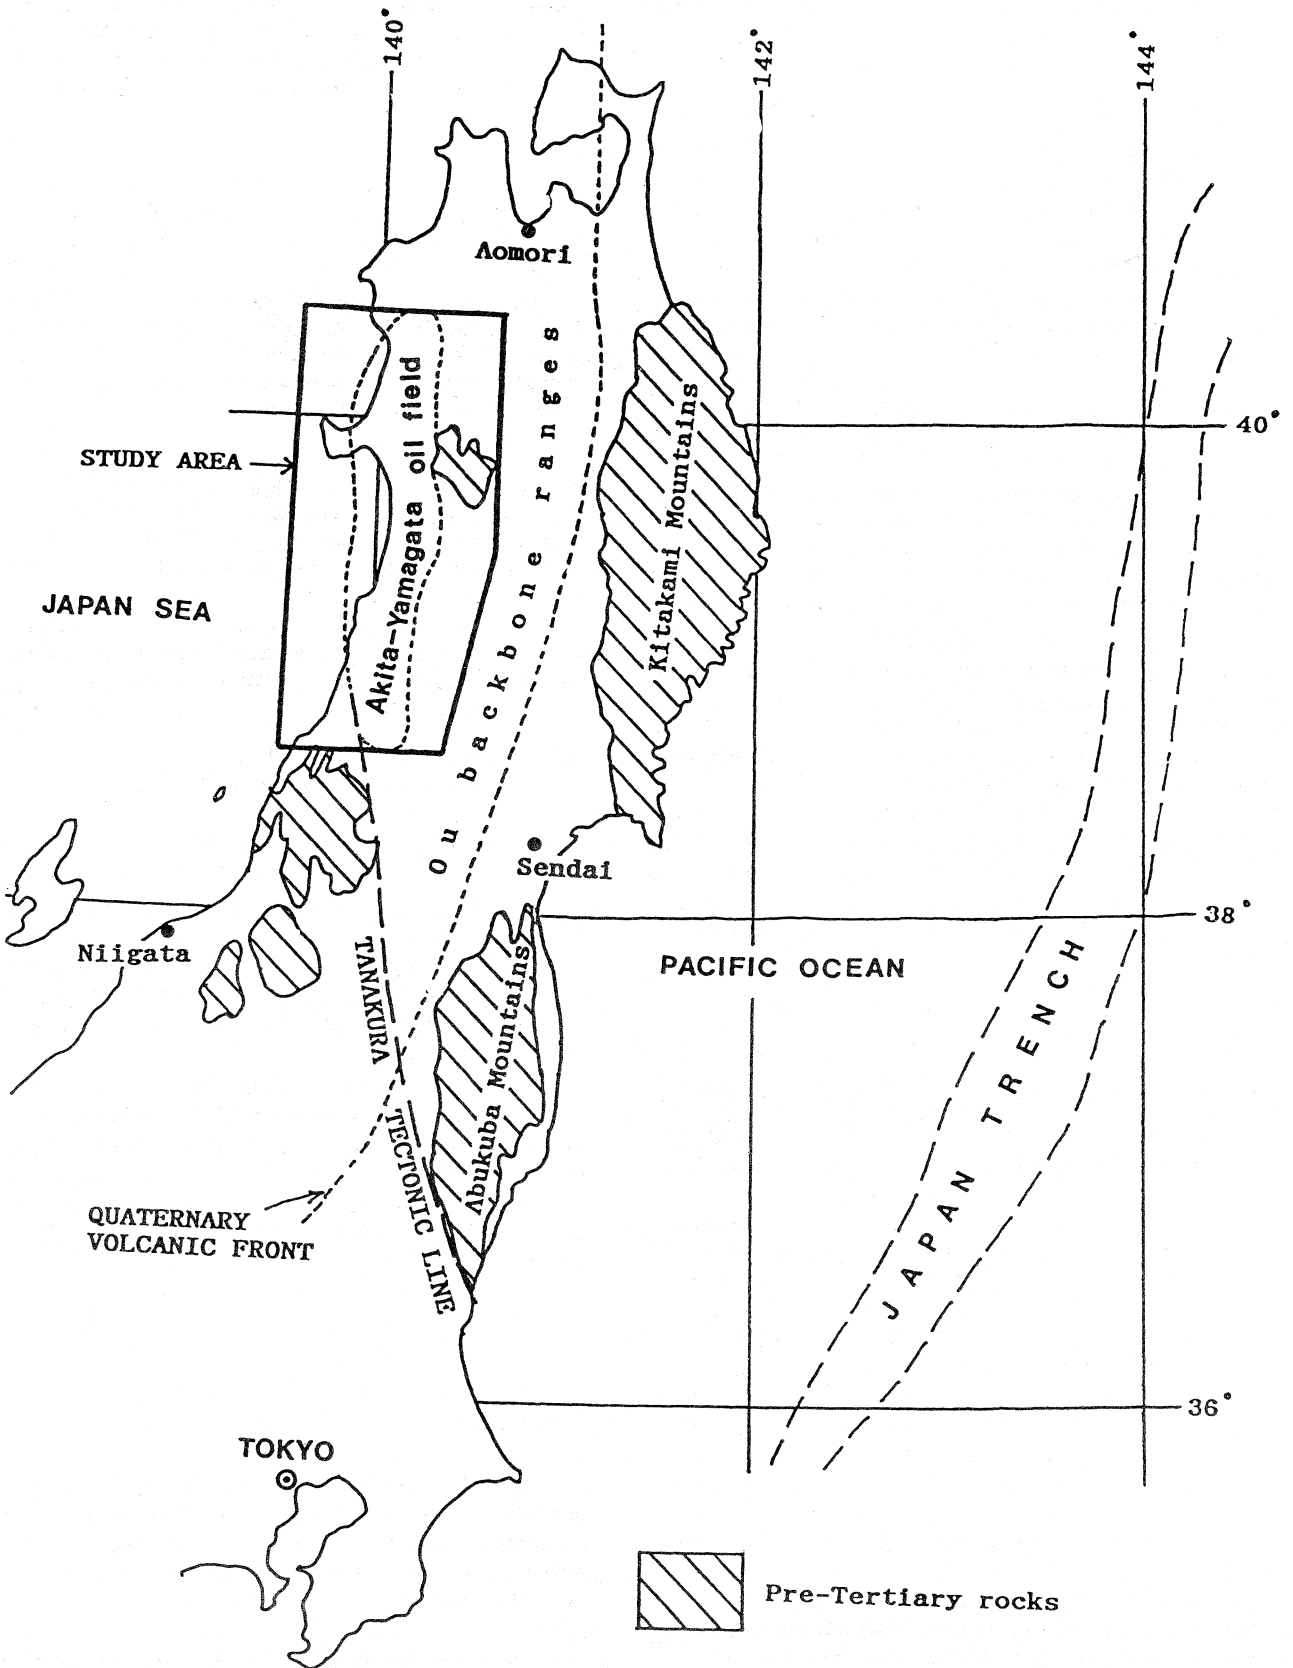 140°
142°
144°
Aomori
Akita-Yamagata oil field
Ou backbone ranges
Kitakami Mountains
40°
STUDY AREA
JAPAN SEA
Sendai
38°
Niigata
PACIFIC OCEAN
TANAKURA TECTONIC LINE
Abukuba Mountains
JAPAN TRENCH
QUATERNARY
VOLCANIC FRONT
36°
TOKYO
Pre-Tertiary rocks